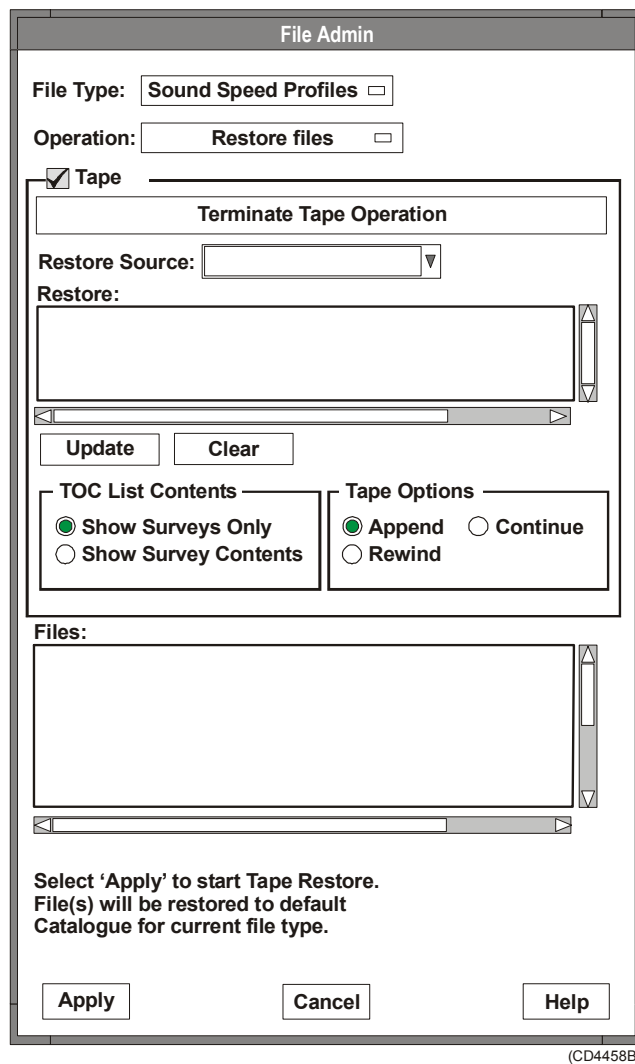 File Admin
File Type: Sound Speed Profiles
Operation: Restore files
Tape
Terminate Tape Operation
Restore Source:
Restore:
Update Clear
TOC List Contents
Show Surveys Only
Show Survey Contents
Tape Options
Append Continue
Rewind
Files:
Select ‘Apply’ to start Tape Restore.
File(s) will be restored to default
Catalogue for current file type.
Apply Cancel Help
(CD4458B